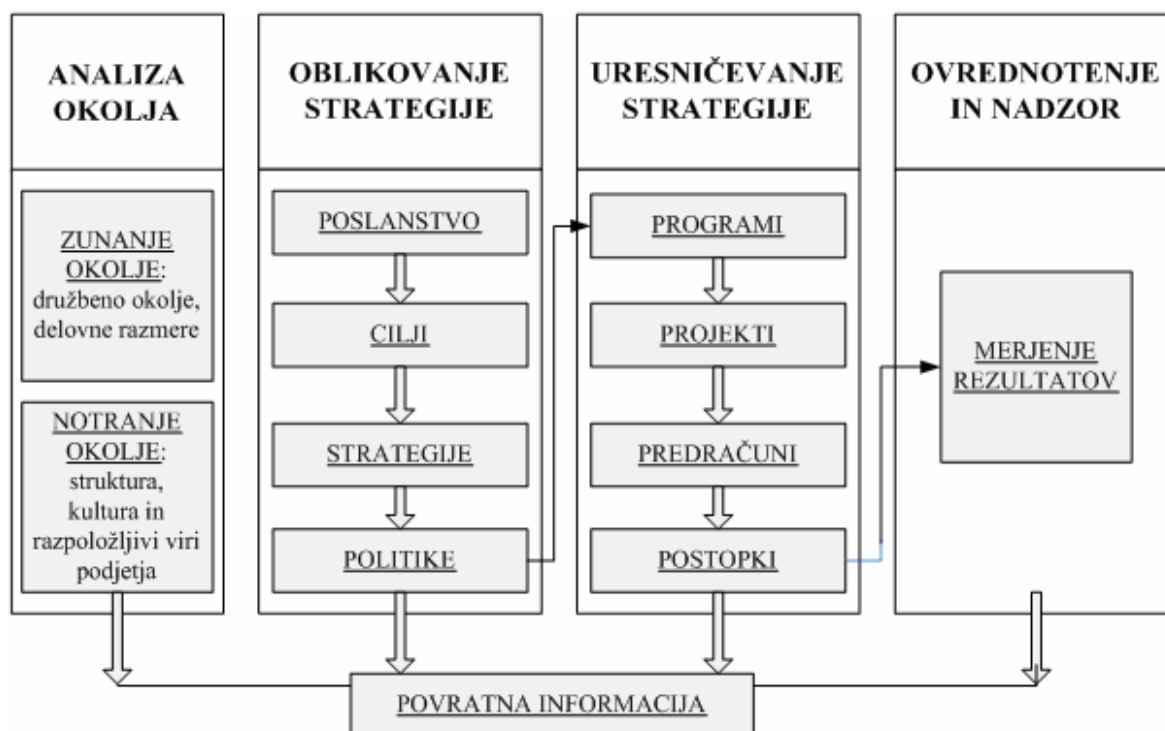 ANALIZA
OKOLJA
ZUNANJE
OKOLJE:
družbeno okolje,
delovne razmere
NOTRANJE
OKOLJE:
struktura,
kultura in
razpoložljivi viri
podjetja
OBLIKOVANJE
STRATEGIJE
POSLANSTVO
CILJI
STRATEGIJE
POLITIKE
URESNIČEVANJE
STRATEGIJE
PROGRAMI
PROJEKTI
PREDRAČUNI
POSTOPKI
OVREDNOTENJE
IN NADZOR
MERJENJE
REZULTATOV
POVRATNA INFORMACIJA